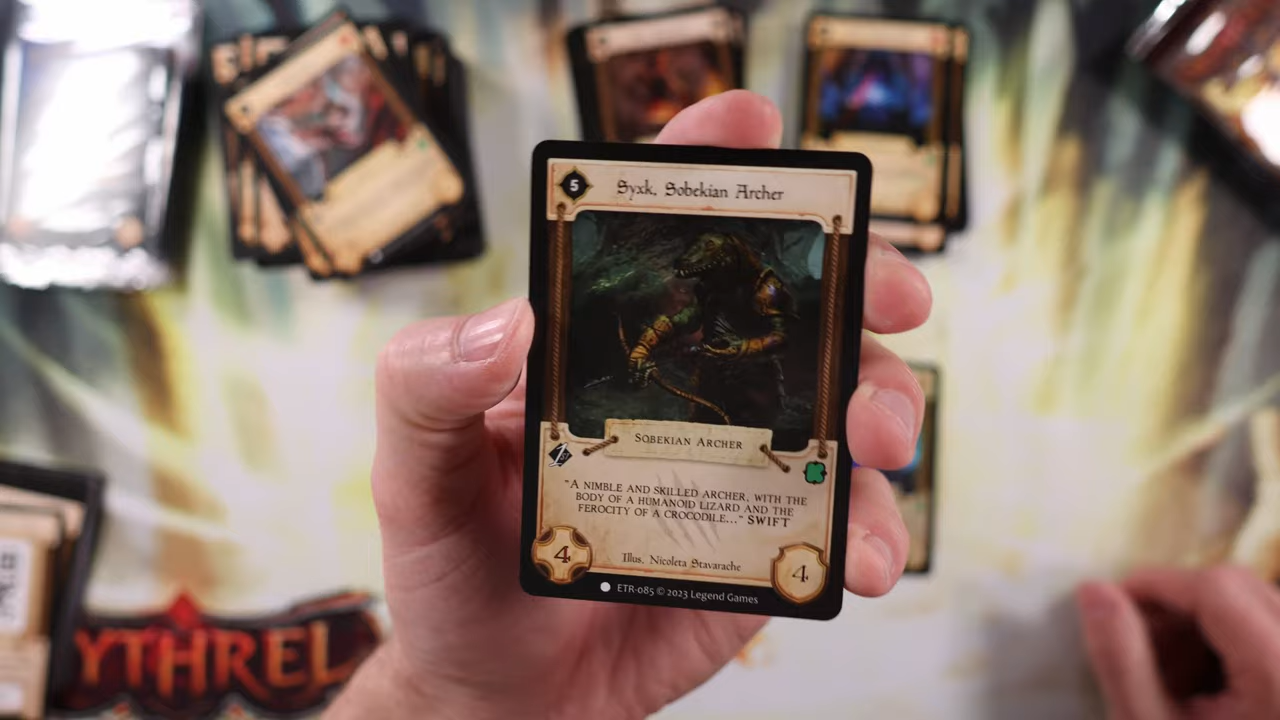 5
Syxk, Sobekian Archer
Sobekian Archer
1st
"A nimble and skilled archer, with the
body of a humanoid lizard and the
ferocity of a crocodile..." SWIFT
4
Illus. Nicoleta Stavarache
4
ETR-085 © 2023 Legend Games
YTHREL